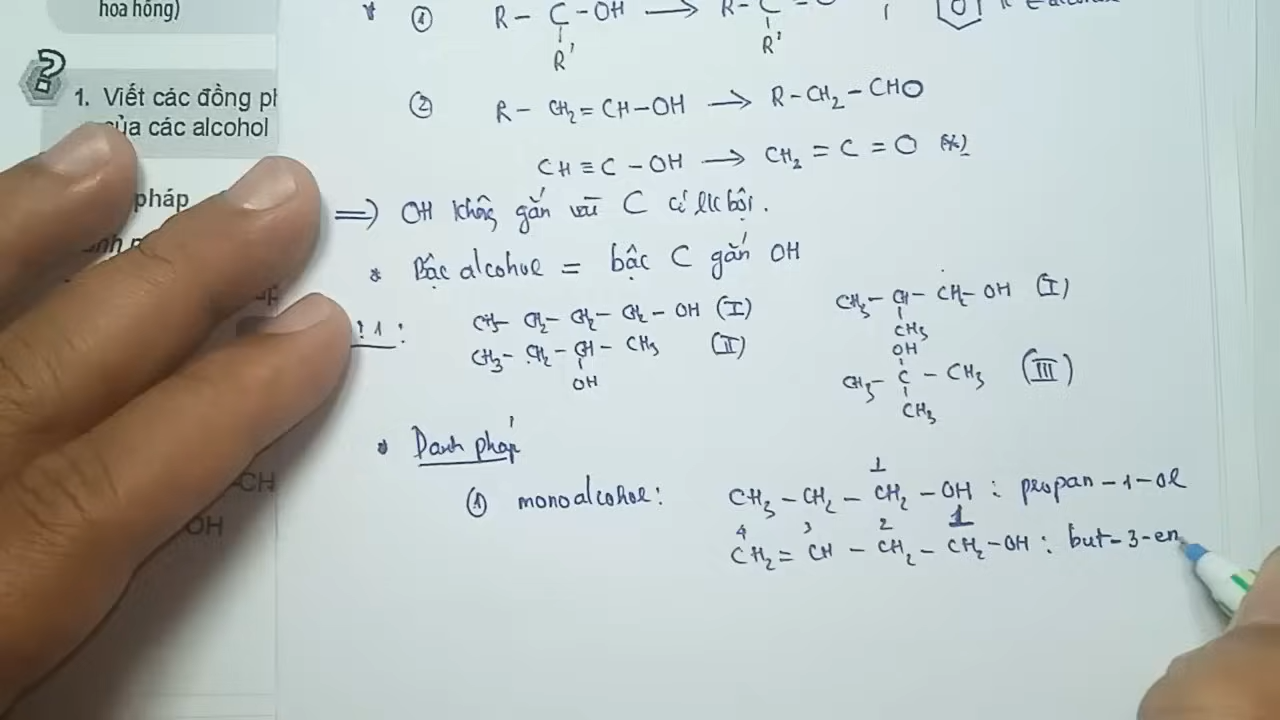 hoa hồng)
① R – C – OH → R – C =
R'
R'
1. Viết các đồng ph
của các alcohol
② R – CH₂ = CH – OH → R – CH₂ – CHO
CH ≡ C – OH → CH₂ = C = O (*)
pháp
⇒ OH không gắn với C có lk bội.
* Bậc alcohol = bậc C gắn OH
?1:
CH₃ – CH₂ – CH₂ – CH₂ – OH (I)
CH₃ – CH – CH₂ – OH (I)
CH₃
CH₃ – CH₂ – CH – CH₃ (II)
OH
OH
CH₃ – C – CH₃ (III)
CH₃
* Danh pháp
–CH
OH
① monoalcohol:
1
CH₃ – CH₂ – CH₂ – OH : propan – 1 – ol
4 3 2 1
CH₂ = CH – CH₂ – CH₂ – OH : but – 3 – en